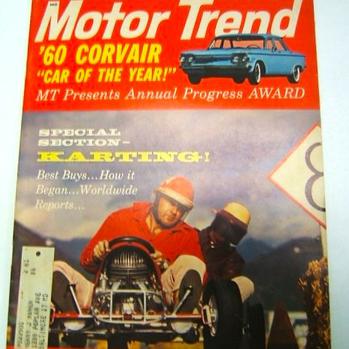 Motor Trend
'60 CORVAIR
"CAR OF THE YEAR!"
MT Presents Annual Progress AWARD
SPECIAL
SECTION-
KARTING!
Best Buys...How it
Began...Worldwide
Reports...
8